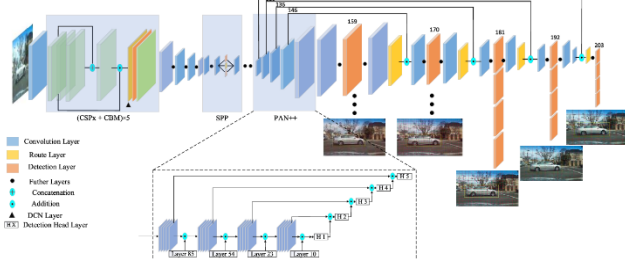 146
159
170
181
192
203
(CSPx + CBM)×5
SPP
PAN++
Convolution Layer
Route Layer
Detection Layer
Futher Layers
Concatenation
Addition
DCN Layer
H X Detection Head Layer
H 5
H 4
H 3
H 2
H 1
Layer 85
Layer 54
Layer 23
Layer 10